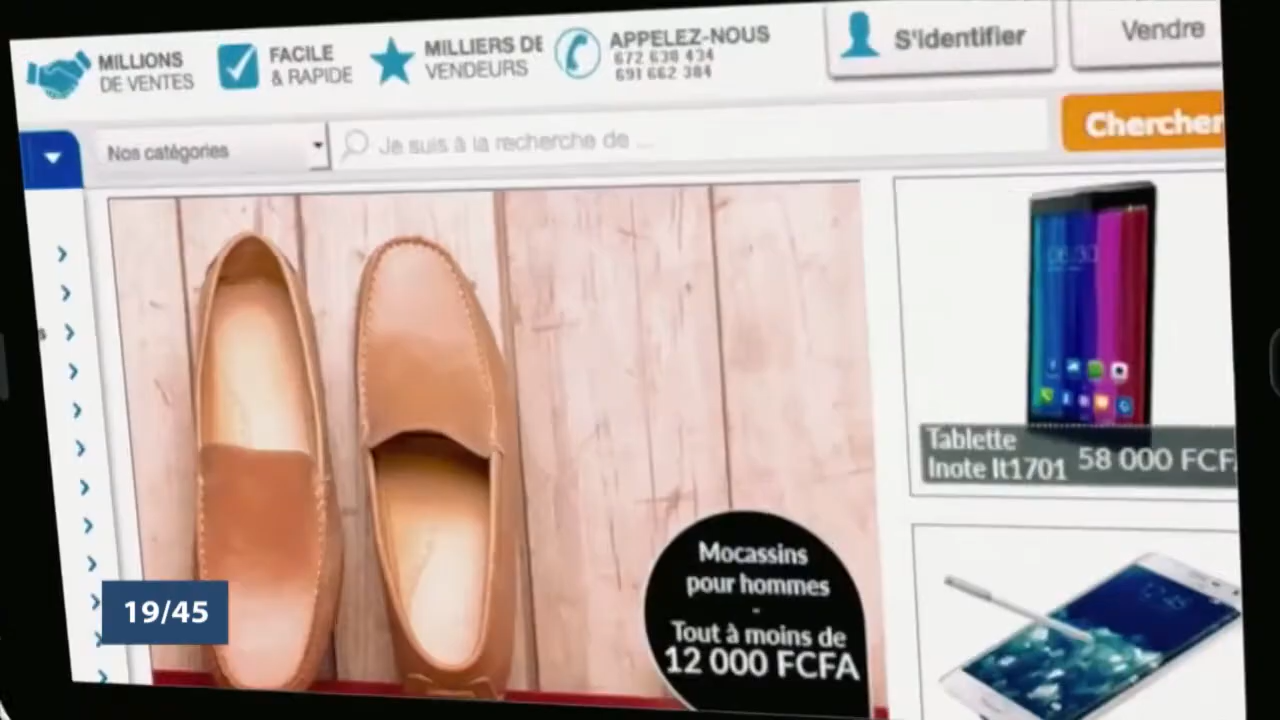 MILLIONS
DE VENTES
FACILE
& RAPIDE
MILLIERS DE
VENDEURS
APPELEZ-NOUS
672 638 434
691 662 384
S'identifier
Vendre
Nos catégories
Je suis à la recherche de ...
Chercher
Tablette
Inote It1701
58 000 FCF
Mocassins
pour hommes
-
Tout à moins de
12 000 FCFA
19/45